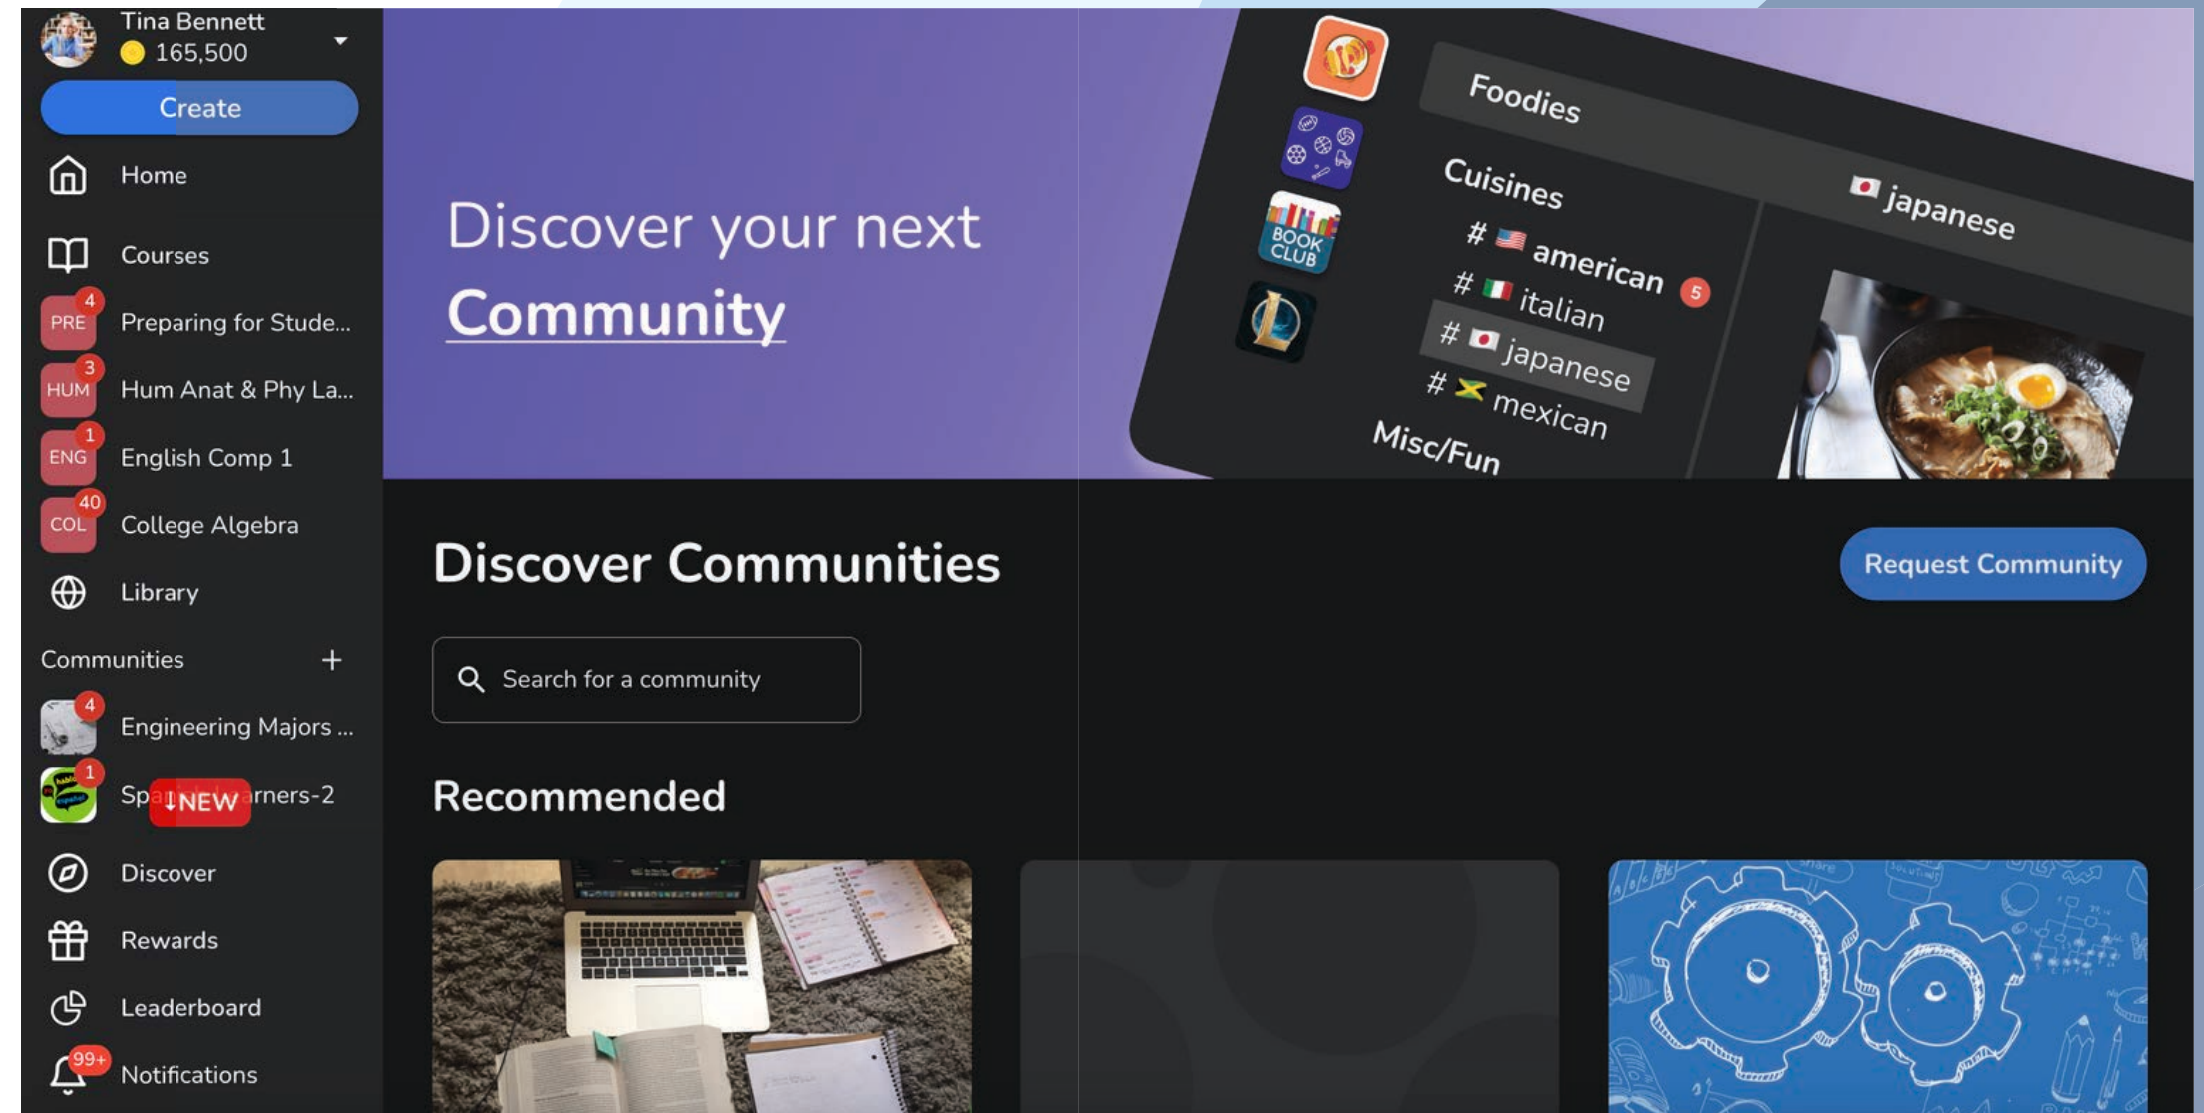 Tina Bennett
165,500
Create
Home
Courses
4
PRE
Preparing for Stude...
3
HUM
Hum Anat & Phy La...
1
ENG
English Comp 1
40
COL
College Algebra
Library
Communities +
4
Engineering Majors ...
1
Sp rners-2
↓NEW
Discover
Rewards
Leaderboard
99+
Notifications
Discover your next
Community
BOOK
CLUB
Foodies
Cuisines
# american 5
# italian
# japanese
# mexican
Misc/Fun
japanese
Discover Communities
Request Community
Search for a community
Recommended
share